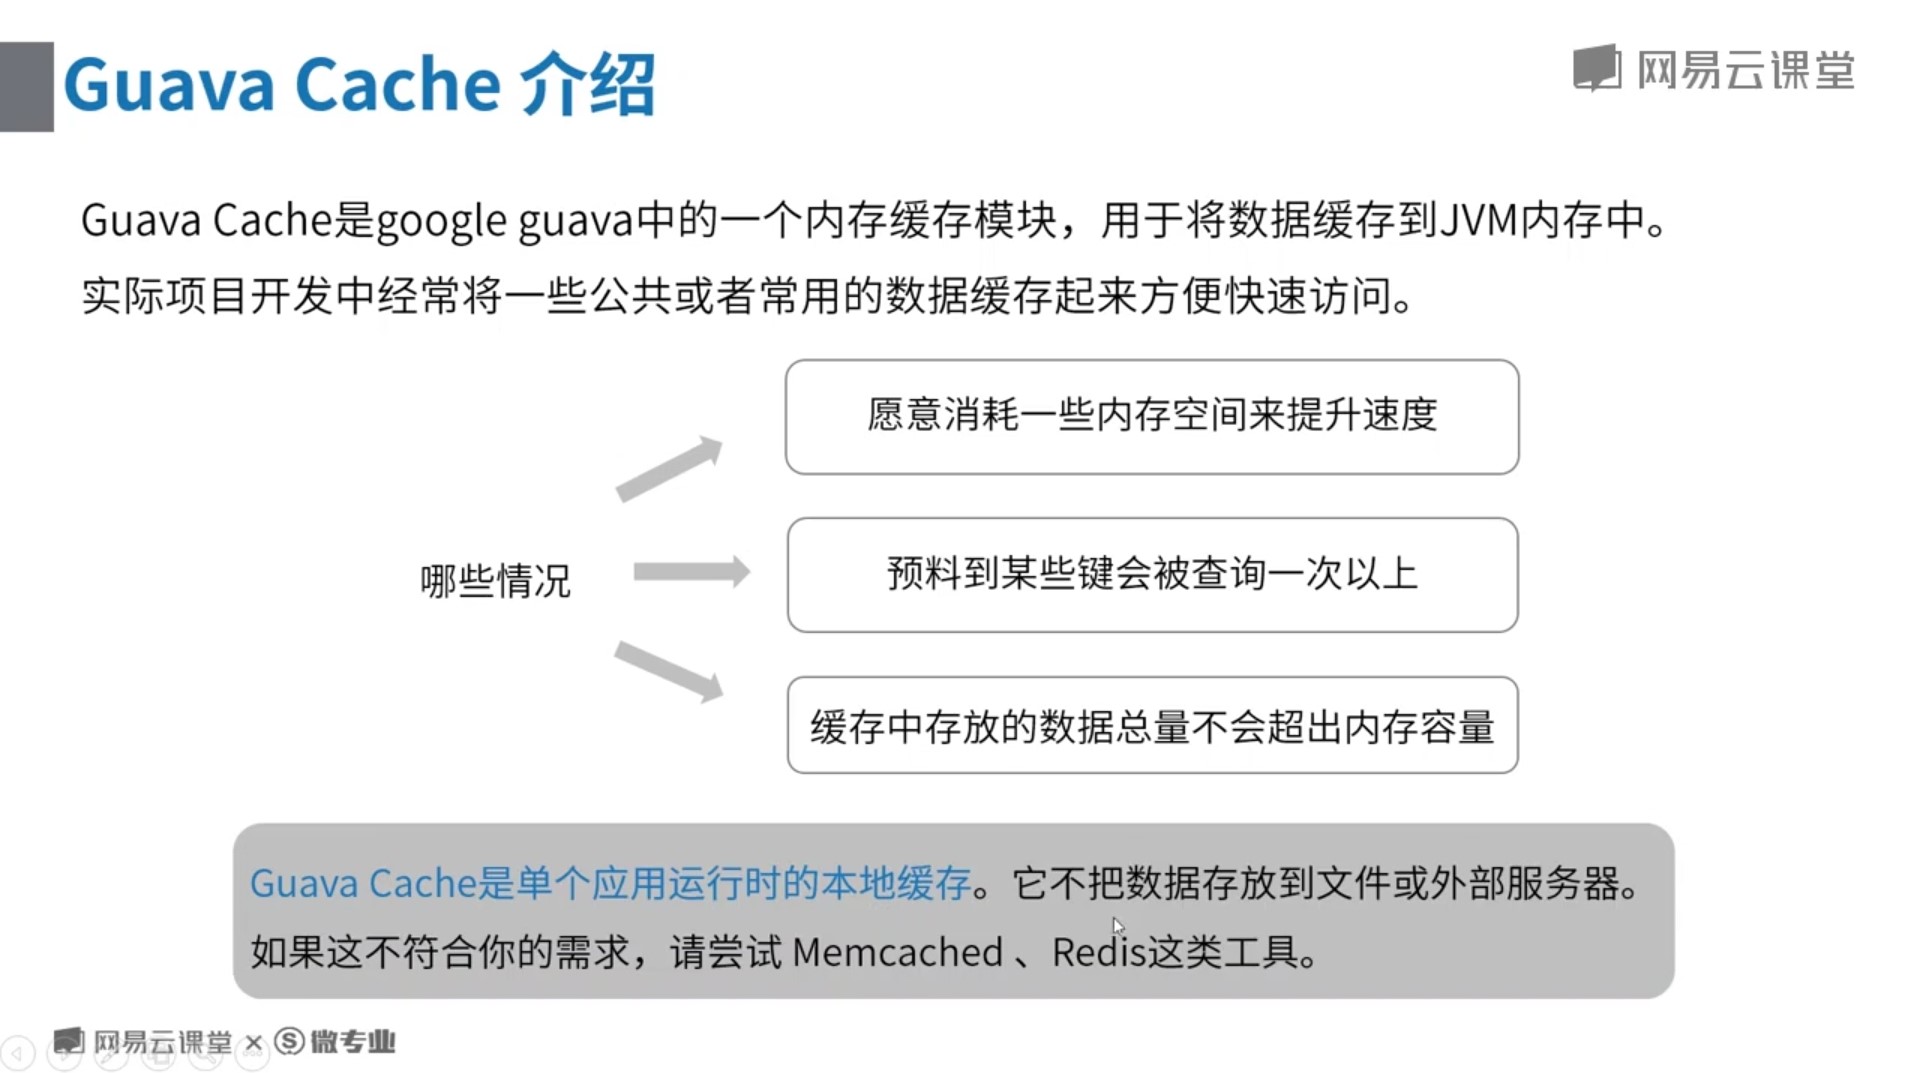 Guava Cache 介绍
网易云课堂
Guava Cache是google guava中的一个内存缓存模块，用于将数据缓存到JVM内存中。
实际项目开发中经常将一些公共或者常用的数据缓存起来方便快速访问。
愿意消耗一些内存空间来提升速度
哪些情况
预料到某些键会被查询一次以上
缓存中存放的数据总量不会超出内存容量
Guava Cache是单个应用运行时的本地缓存。它不把数据存放到文件或外部服务器。
如果这不符合你的需求，请尝试 Memcached 、Redis这类工具。
网易云课堂 × 微专业